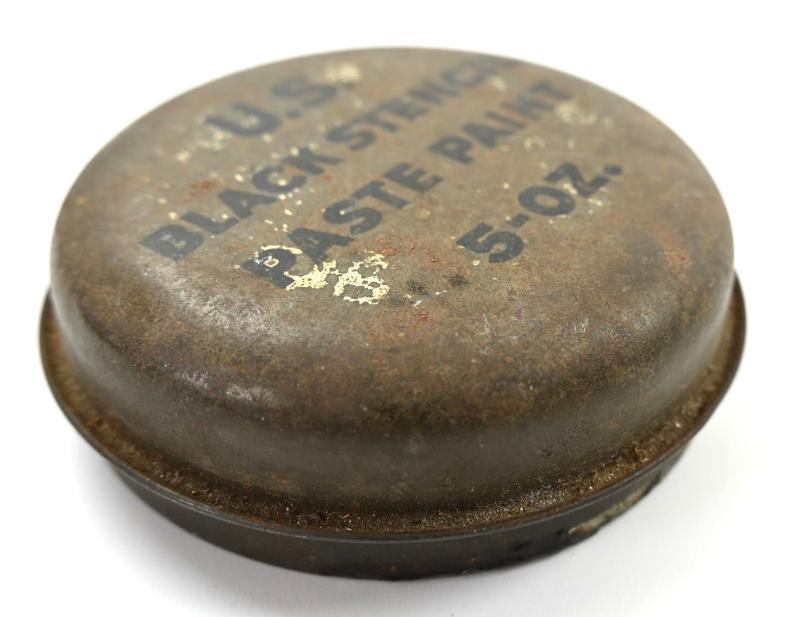 U.S.
BLACK STENCIL
PASTE PAINT
5-OZ.